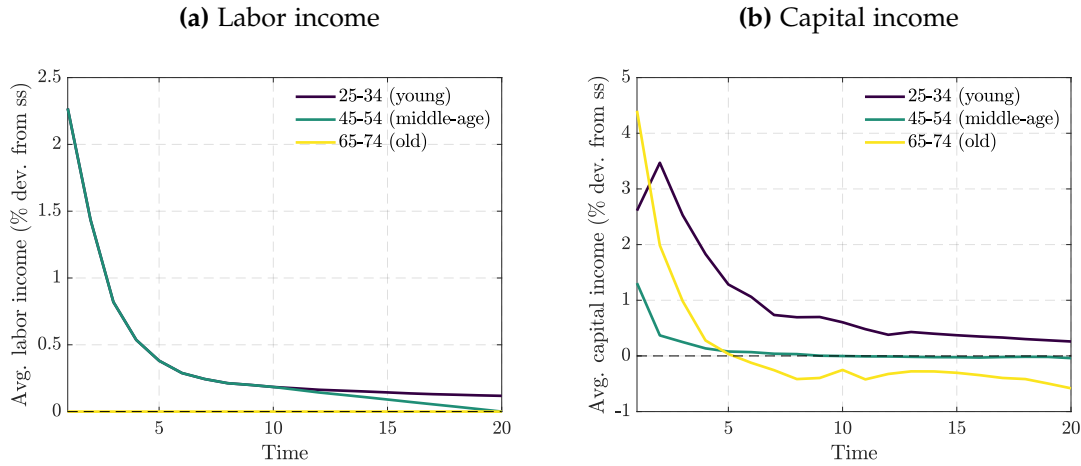 (a) Labor income
Avg. labor income (% dev. from ss)
2.5
2
1.5
1
0.5
0
5
10
15
20
Time
25-34 (young)
45-54 (middle-age)
65-74 (old)
(b) Capital income
Avg. capital income (% dev. from ss)
5
4
3
2
1
0
-1
5
10
15
20
Time
25-34 (young)
45-54 (middle-age)
65-74 (old)